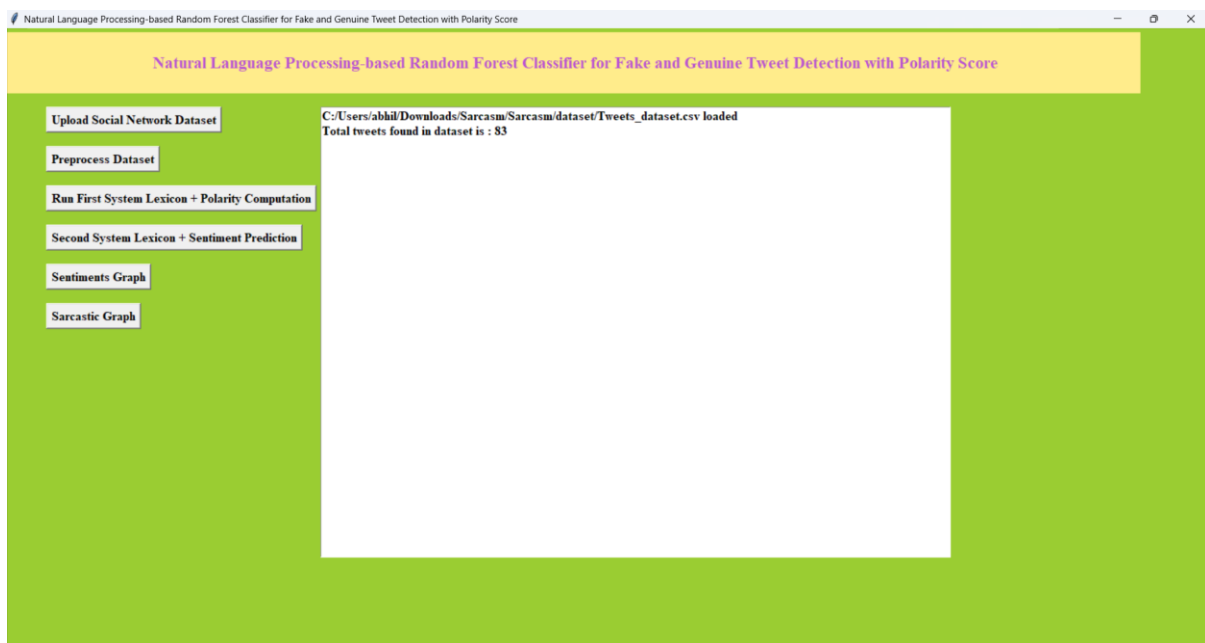 Natural Language Processing-based Random Forest Classifier for Fake and Genuine Tweet Detection with Polarity Score
Natural Language Processing-based Random Forest Classifier for Fake and Genuine Tweet Detection with Polarity Score
Upload Social Network Dataset
Preprocess Dataset
Run First System Lexicon + Polarity Computation
Second System Lexicon + Sentiment Prediction
Sentiments Graph
Sarcastic Graph
C:/Users/abhil/Downloads/Sarcasm/Sarcasm/dataset/Tweets_dataset.csv loaded
Total tweets found in dataset is : 83